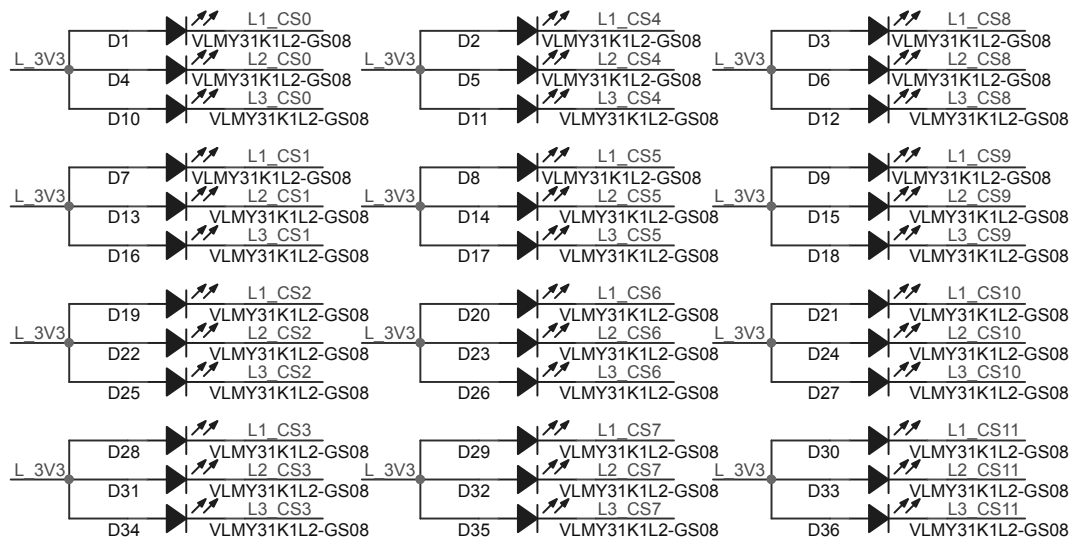 L1_CS0 L1_CS4 L1_CS8
D1 VLMY31K1L2-GS08 D2 VLMY31K1L2-GS08 D3 VLMY31K1L2-GS08
L_3V3 L2_CS0 L_3V3 L2_CS4 L_3V3 L2_CS8
D4 VLMY31K1L2-GS08 D5 VLMY31K1L2-GS08 D6 VLMY31K1L2-GS08
L3_CS0 L3_CS4 L3_CS8
D10 VLMY31K1L2-GS08 D11 VLMY31K1L2-GS08 D12 VLMY31K1L2-GS08
L1_CS1 L1_CS5 L1_CS9
D7 VLMY31K1L2-GS08 D8 VLMY31K1L2-GS08 D9 VLMY31K1L2-GS08
L_3V3 L2_CS1 L_3V3 L2_CS5 L_3V3 L2_CS9
D13 VLMY31K1L2-GS08 D14 VLMY31K1L2-GS08 D15 VLMY31K1L2-GS08
L3_CS1 L3_CS5 L3_CS9
D16 VLMY31K1L2-GS08 D17 VLMY31K1L2-GS08 D18 VLMY31K1L2-GS08
L1_CS2 L1_CS6 L1_CS10
D19 VLMY31K1L2-GS08 D20 VLMY31K1L2-GS08 D21 VLMY31K1L2-GS08
L_3V3 L2_CS2 L_3V3 L2_CS6 L_3V3 L2_CS10
D22 VLMY31K1L2-GS08 D23 VLMY31K1L2-GS08 D24 VLMY31K1L2-GS08
L3_CS2 L3_CS6 L3_CS10
D25 VLMY31K1L2-GS08 D26 VLMY31K1L2-GS08 D27 VLMY31K1L2-GS08
L1_CS3 L1_CS7 L1_CS11
D28 VLMY31K1L2-GS08 D29 VLMY31K1L2-GS08 D30 VLMY31K1L2-GS08
L_3V3 L2_CS3 L_3V3 L2_CS7 L_3V3 L2_CS11
D31 VLMY31K1L2-GS08 D32 VLMY31K1L2-GS08 D33 VLMY31K1L2-GS08
L3_CS3 L3_CS7 L3_CS11
D34 VLMY31K1L2-GS08 D35 VLMY31K1L2-GS08 D36 VLMY31K1L2-GS08